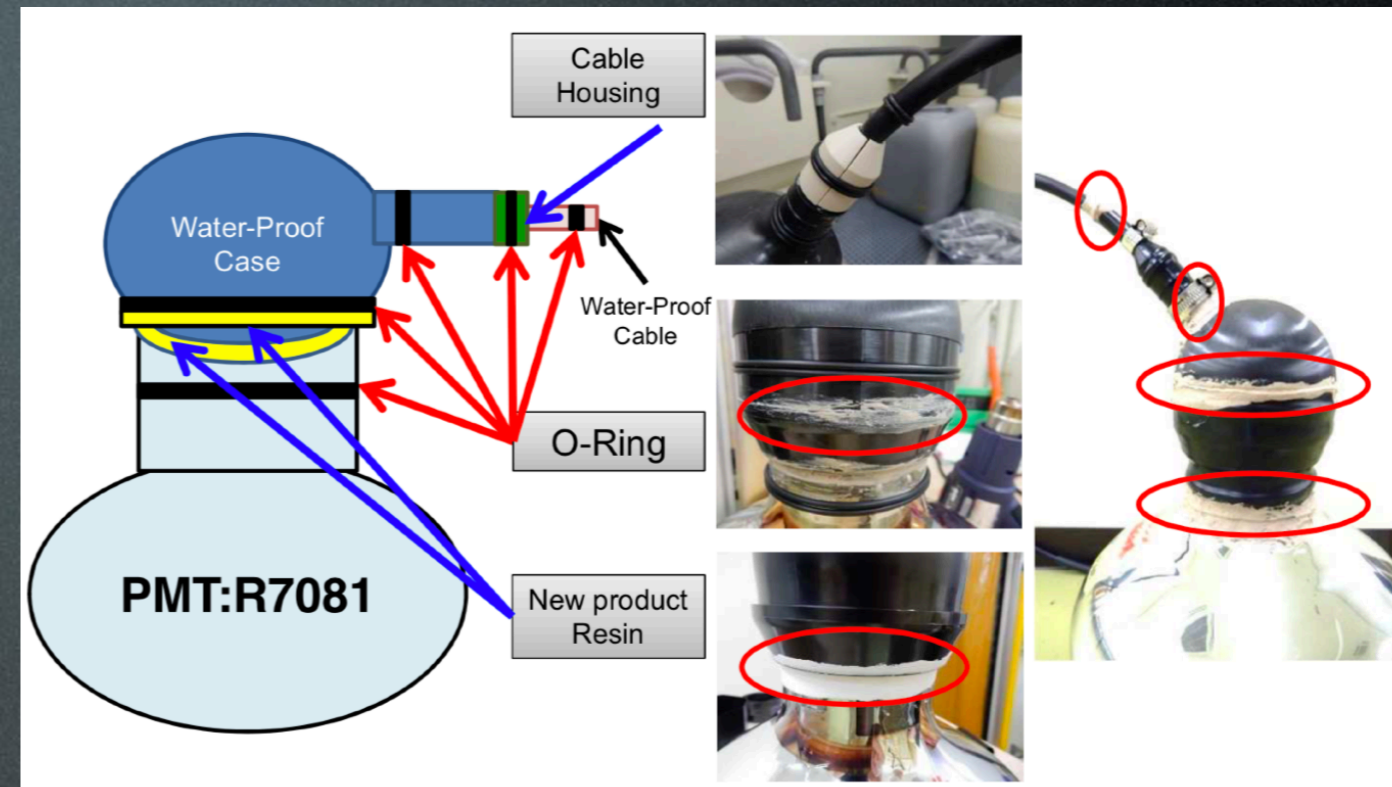 Cable
Housing
Water-Proof
Case
Water-Proof
Cable
O-Ring
New product
Resin
PMT:R7081